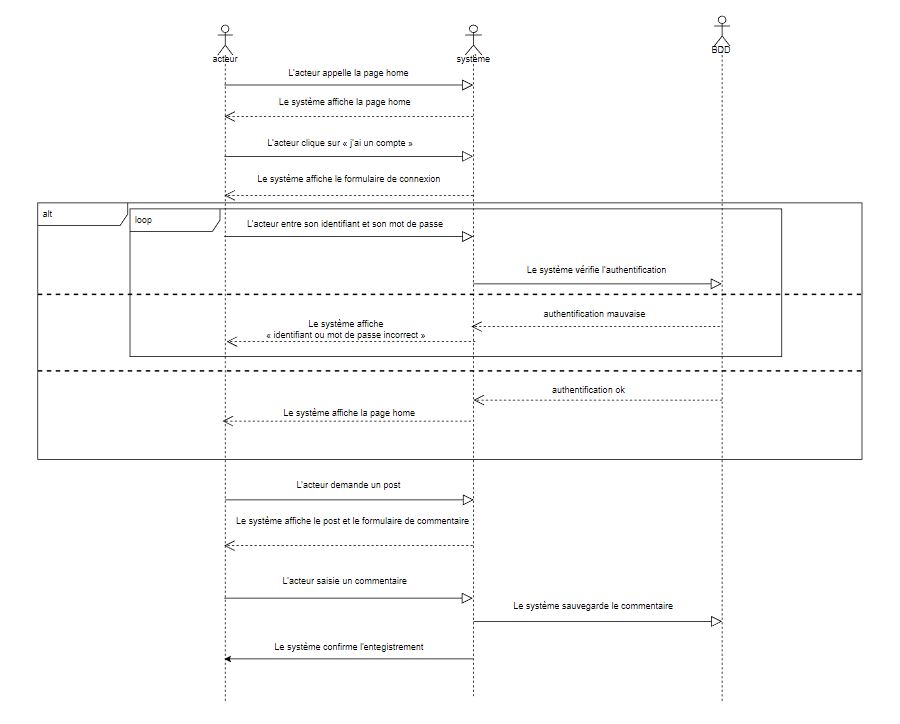 acteur
système
BDD
L'acteur appelle la page home
Le système affiche la page home
L'acteur clique sur « j'ai un compte »
Le système affiche le formulaire de connexion
alt
loop
L'acteur entre son identifiant et son mot de passe
Le système vérifie l'authentification
authentification mauvaise
Le système affiche
« identifiant ou mot de passe incorrect »
authentification ok
Le système affiche la page home
L'acteur demande un post
Le système affiche le post et le formulaire de commentaire
L'acteur saisie un commentaire
Le système sauvegarde le commentaire
Le système confirme l'entegistrement